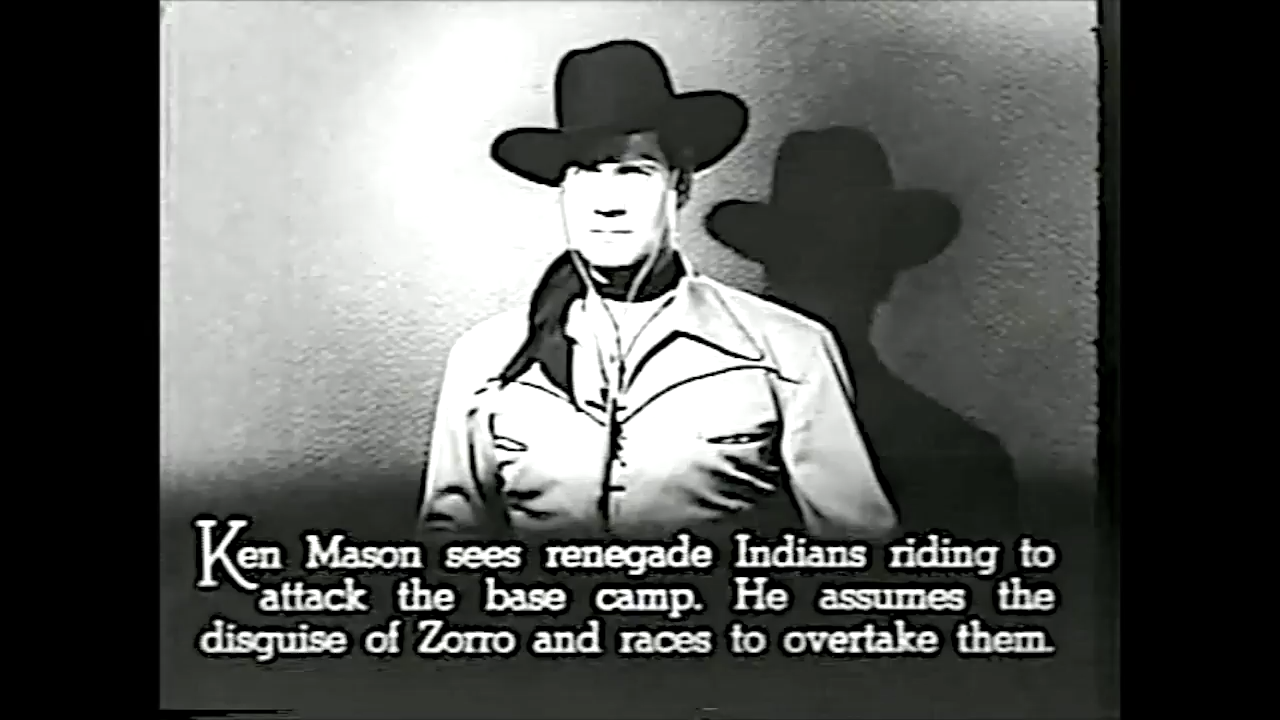 Ken Mason sees renegade Indians riding to
attack the base camp. He assumes the
disguise of Zorro and races to overtake them.